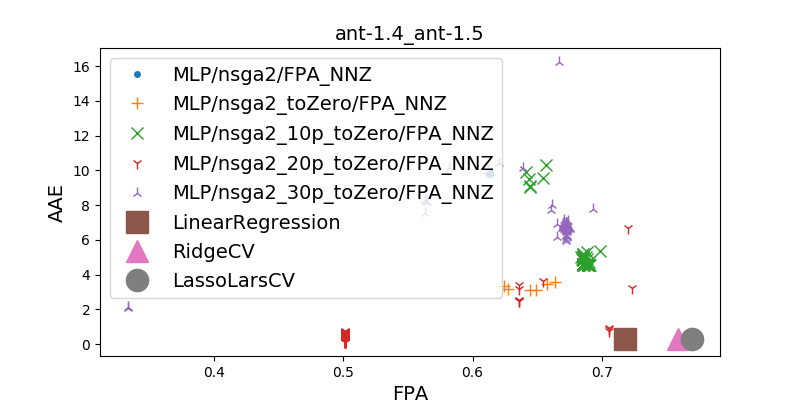 ant-1.4_ant-1.5
AAE
16
14
12
10
8
6
4
2
0
MLP/nsga2/FPA_NNZ
MLP/nsga2_toZero/FPA_NNZ
MLP/nsga2_10p_toZero/FPA_NNZ
MLP/nsga2_20p_toZero/FPA_NNZ
MLP/nsga2_30p_toZero/FPA_NNZ
LinearRegression
RidgeCV
LassoLarsCV
0.4 0.5 0.6 0.7
FPA